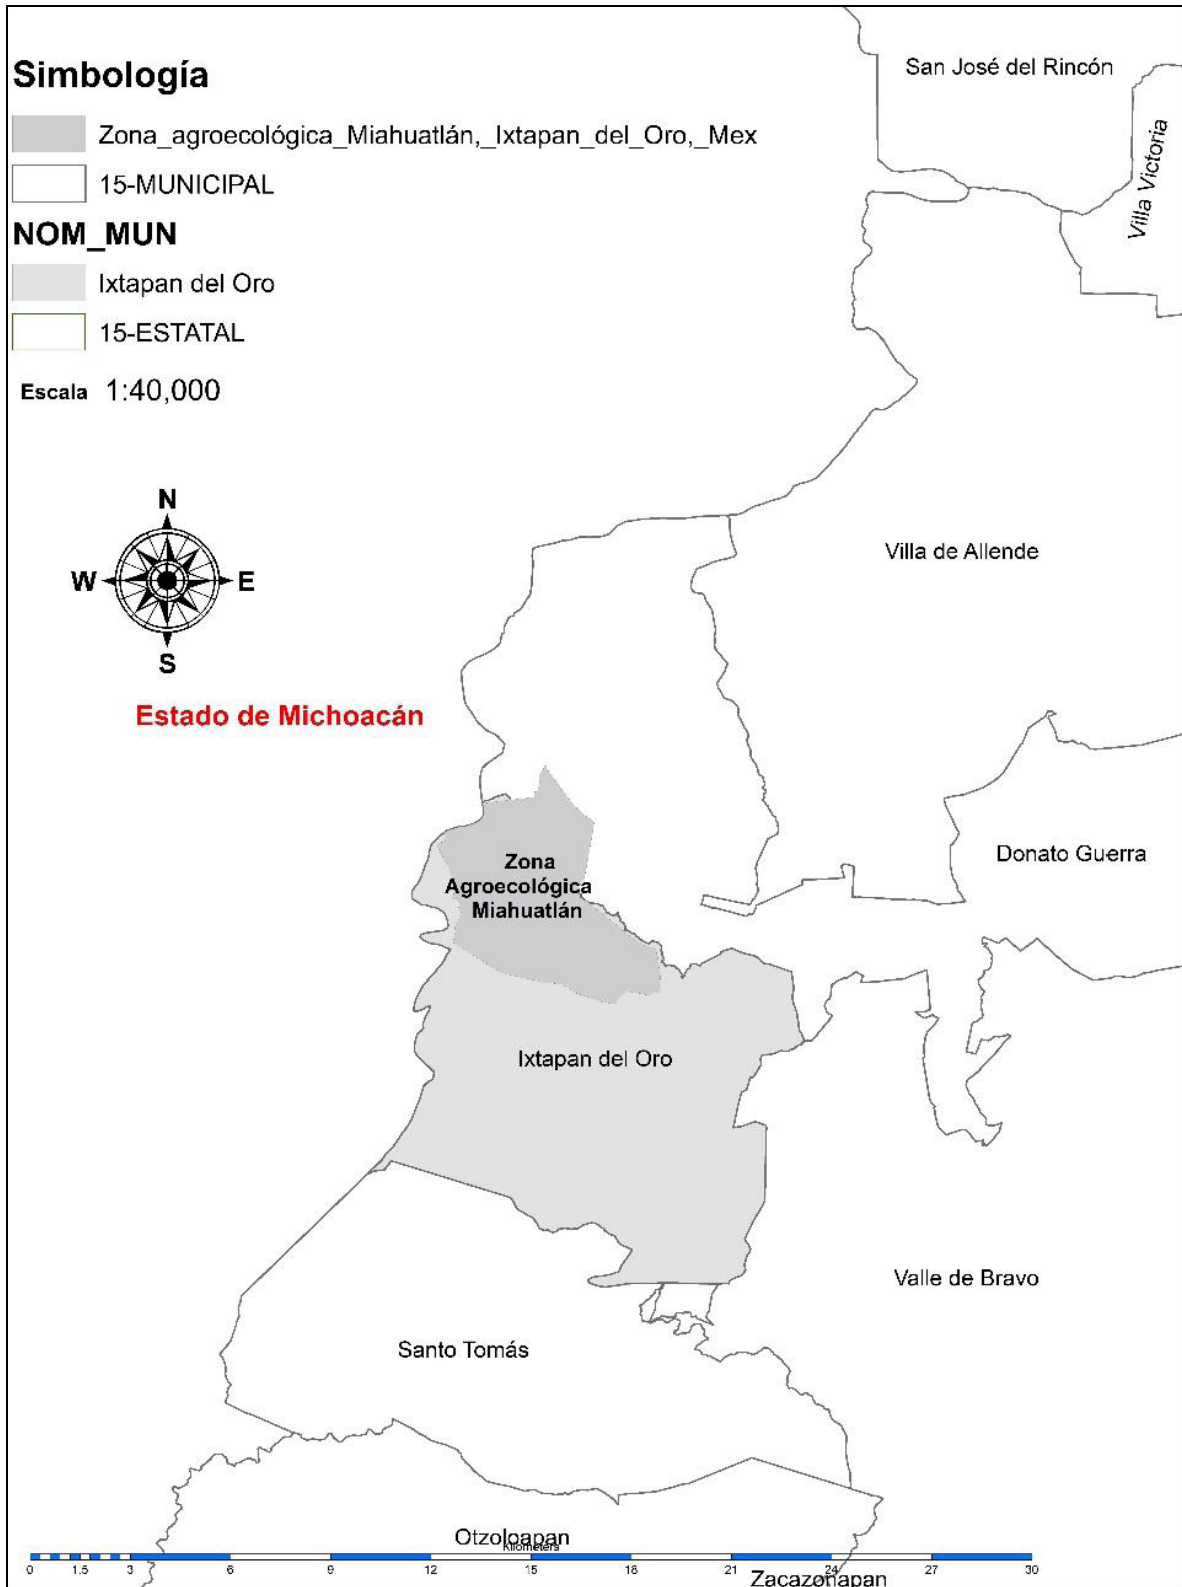 Simbología
Zona_agroecológica_Miahuatlán,_Ixtapan_del_Oro,_Mex
15-MUNICIPAL
NOM_MUN
Ixtapan del Oro
15-ESTATAL
Escala 1:40,000
San José del Rincón
Villa Victoria
N
W E
S
Villa de Allende
Estado de Michoacán
Donato Guerra
Zona
Agroecológica
Miahuatlán
Ixtapan del Oro
Valle de Bravo
Santo Tomás
Otzoloapan
Kilometers
0 1.5 3 6 9 12 15 18 21 24 27 30
Zacazonapan